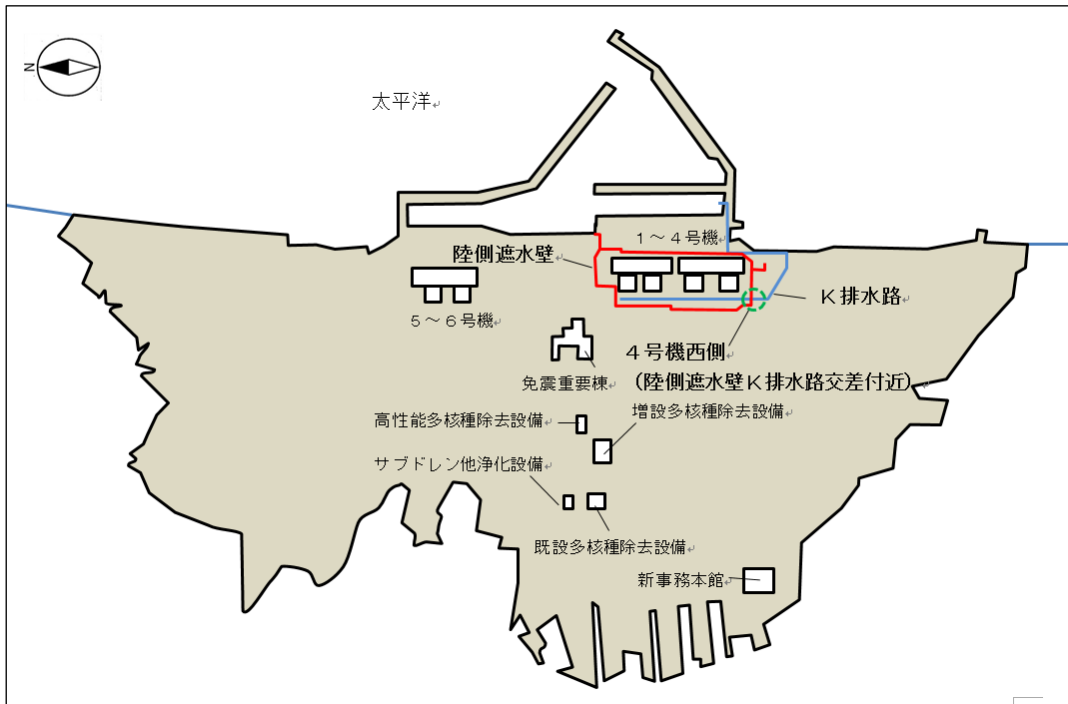 N
太平洋
1～4号機
陸側遮水壁
K排水路
5～6号機
4号機西側
（陸側遮水壁K排水路交差付近）
免震重要棟
増設多核種除去設備
高性能多核種除去設備
サブドレン他浄化設備
既設多核種除去設備
新事務本館